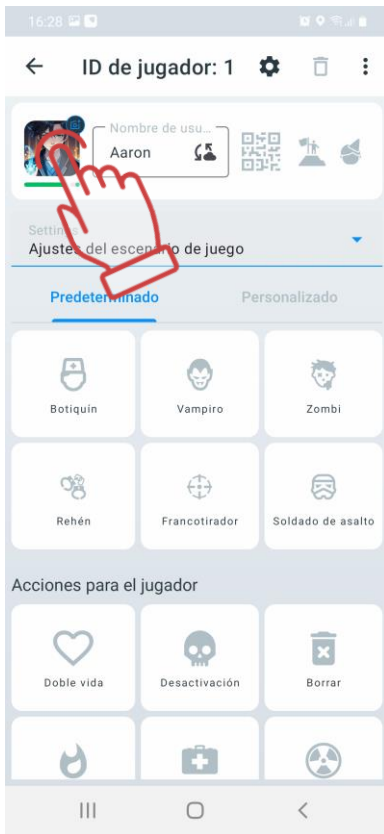 16:28
ID de jugador: 1
Nombre de usu...
Aaron
Settings
Ajustes del escenario de juego
Predeterminado Personalizado
Botiquín Vampiro Zombi
Rehén Francotirador Soldado de asalto
Acciones para el jugador
Doble vida Desactivación Borrar